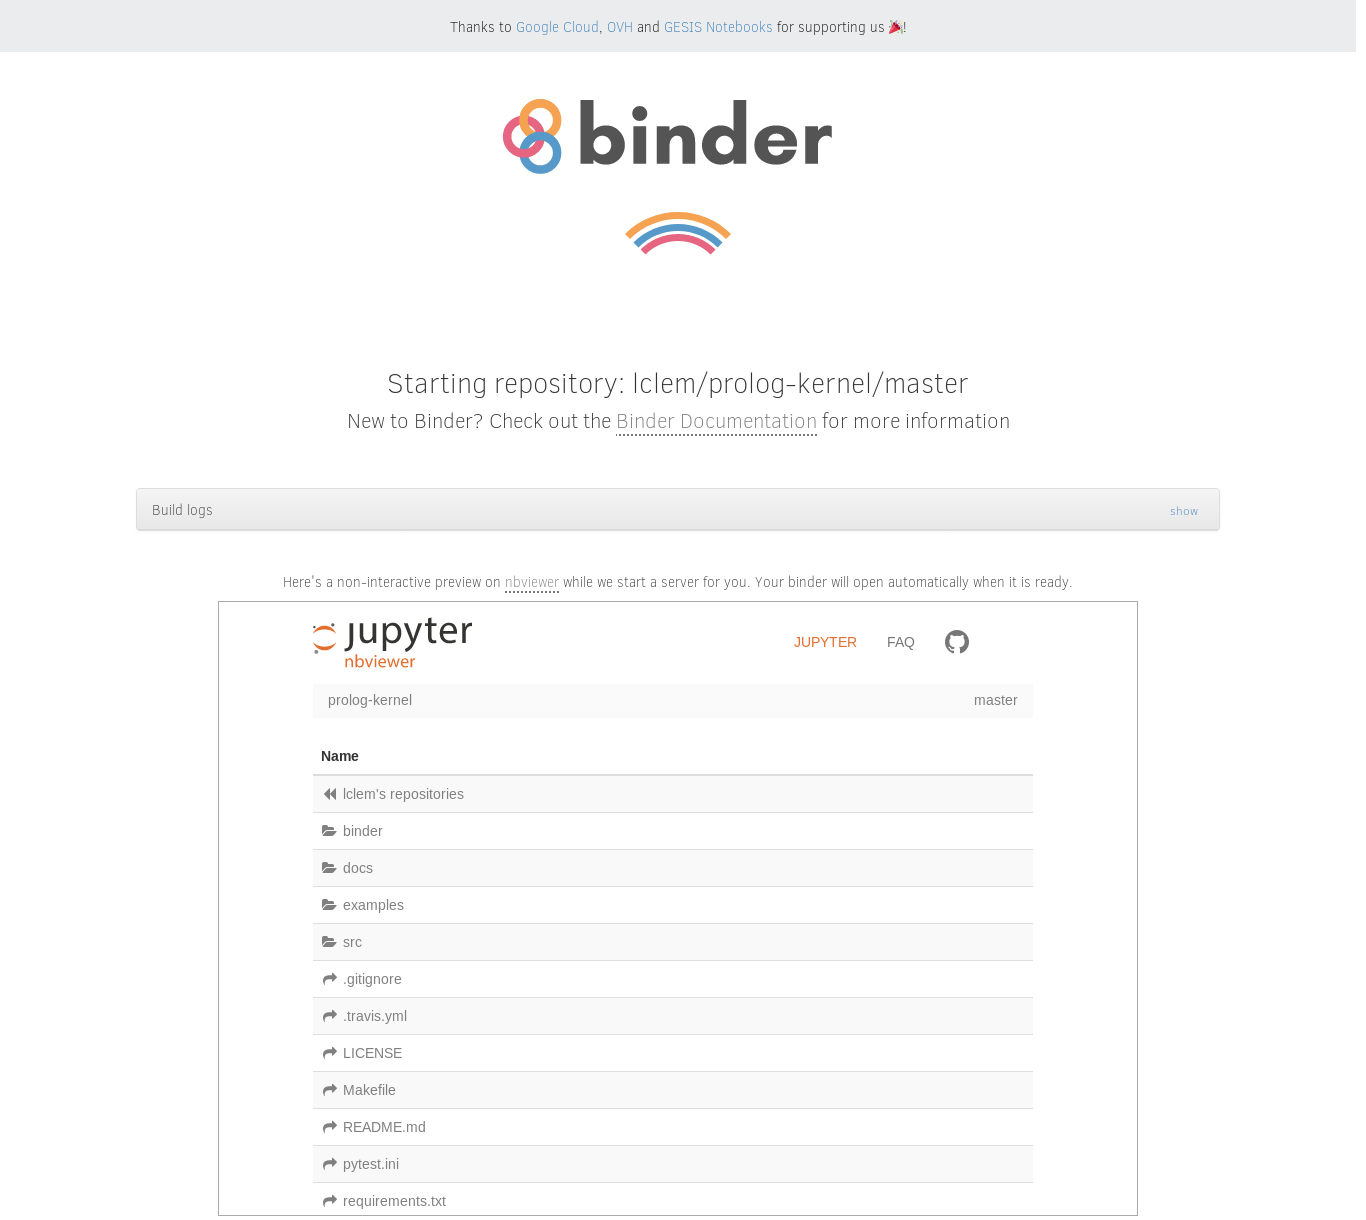 Thanks to Google Cloud, OVH and GESIS Notebooks for supporting us 🎉!
binder
Starting repository: lclem/prolog-kernel/master
New to Binder? Check out the Binder Documentation for more information
Build logs
show
Here's a non-interactive preview on nbviewer while we start a server for you. Your binder will open automatically when it is ready.
jupyter
nbviewer
JUPYTER
FAQ
prolog-kernel
master
Name
lclem's repositories
binder
docs
examples
src
.gitignore
.travis.yml
LICENSE
Makefile
README.md
pytest.ini
requirements.txt